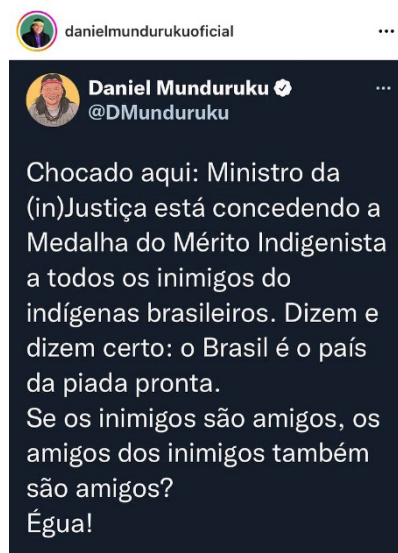 danielmundurukuoficial
Daniel Munduruku
@DMunduruku
Chocado aqui: Ministro da
(in)Justiça está concedendo a
Medalha do Mérito Indigenista
a todos os inimigos do
indígenas brasileiros. Dizem e
dizem certo: o Brasil é o país
da piada pronta.
Se os inimigos são amigos, os
amigos dos inimigos também
são amigos?
Égua!